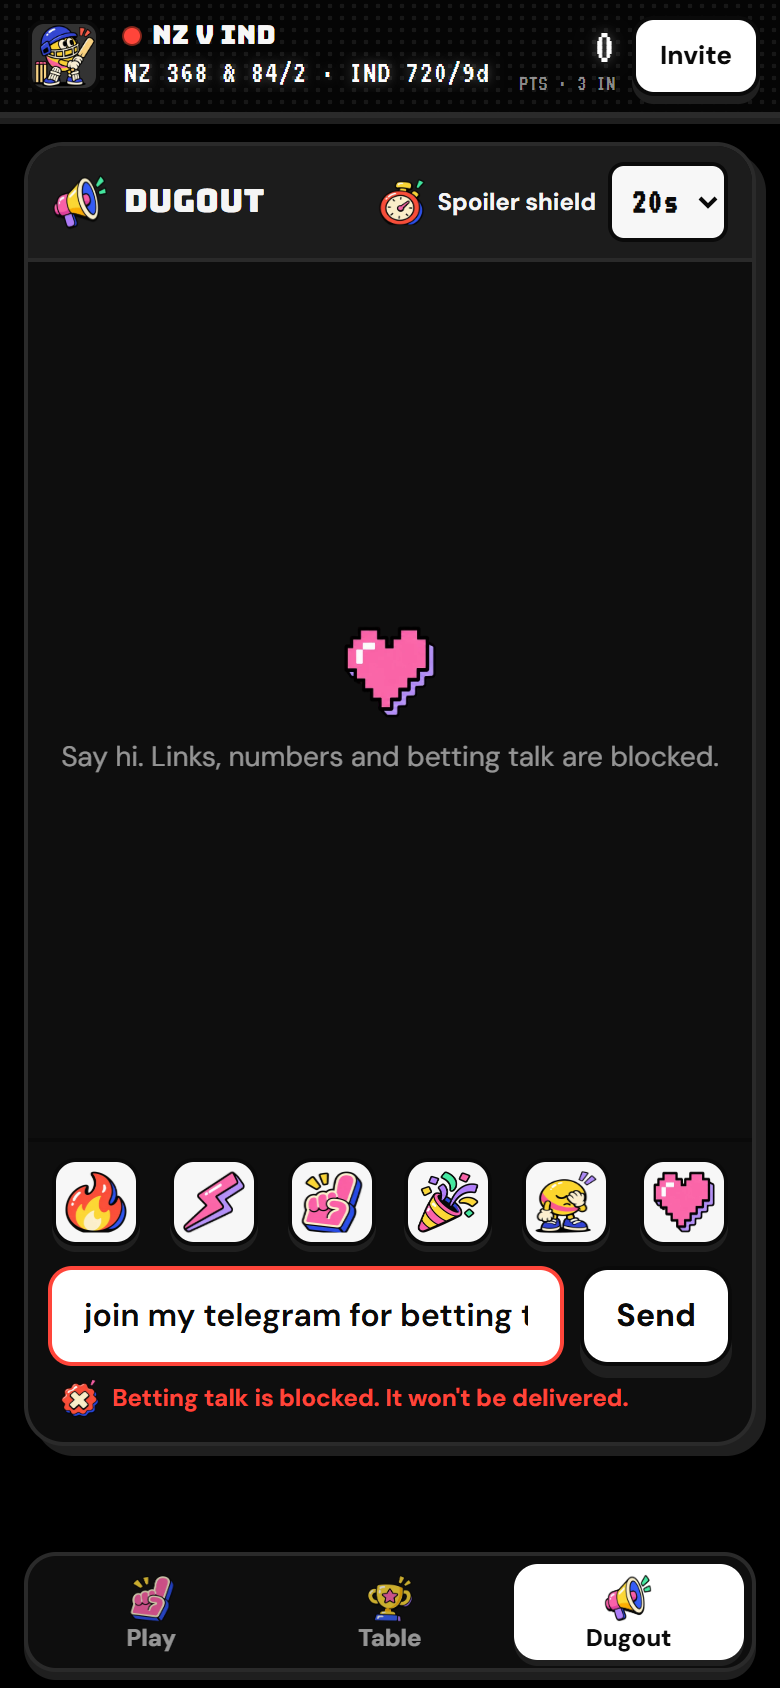 NZ V IND
NZ 368 & 84/2 · IND 720/9d
0
PTS · 3 IN
Invite
DUGOUT
Spoiler shield
20s
Say hi. Links, numbers and betting talk are blocked.
join my telegram for betting t
Send
Betting talk is blocked. It won't be delivered.
Play
Table
Dugout